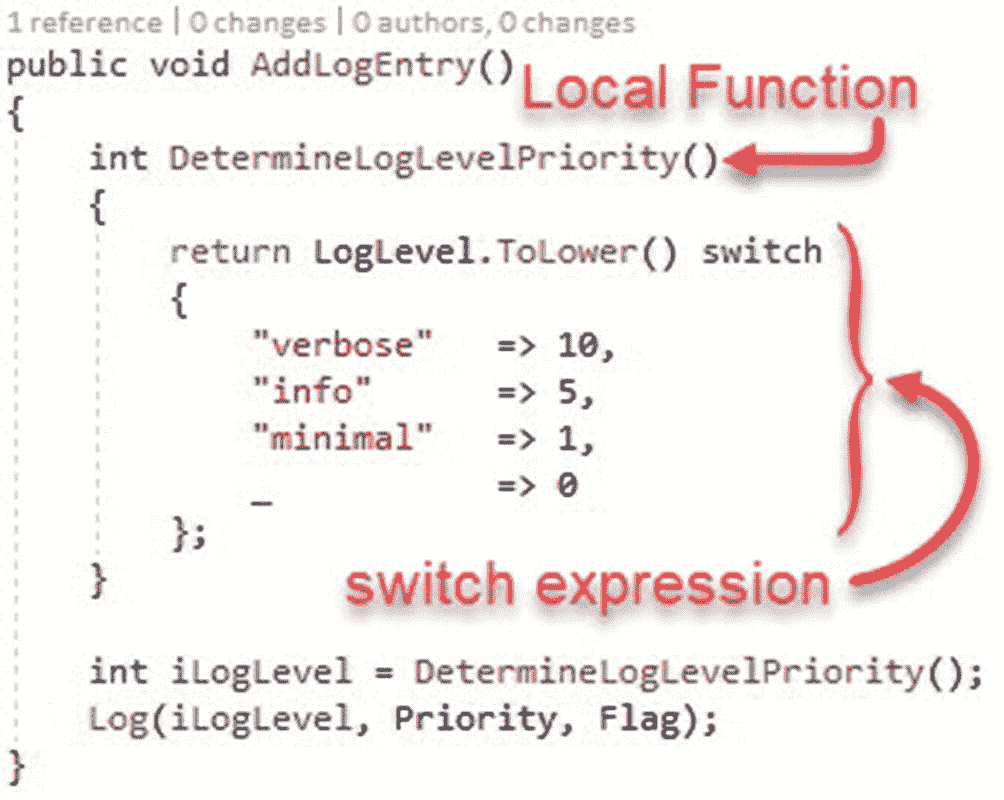 1 reference | 0 changes | 0 authors, 0 changes
public void AddLogEntry()
Local Function
{
int DetermineLogLevelPriority()
{
return LogLevel.ToLower() switch
{
"verbose" => 10,
"info" => 5,
"minimal" => 1,
_ => 0
};
}
switch expression
int iLogLevel = DetermineLogLevelPriority();
Log(iLogLevel, Priority, Flag);
}